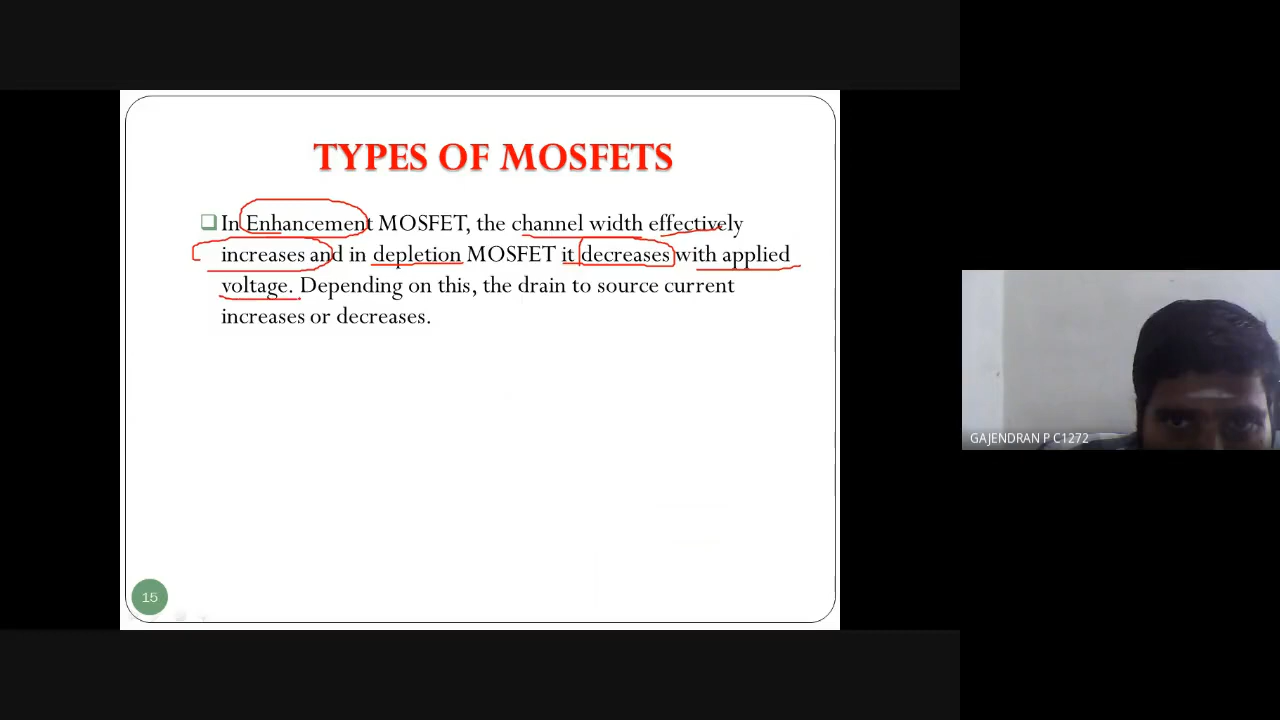 TYPES OF MOSFETS
In Enhancement MOSFET, the channel width effectively
increases and in depletion MOSFET it decreases with applied
voltage. Depending on this, the drain to source current
increases or decreases.
15
GAJENDRAN P C1272